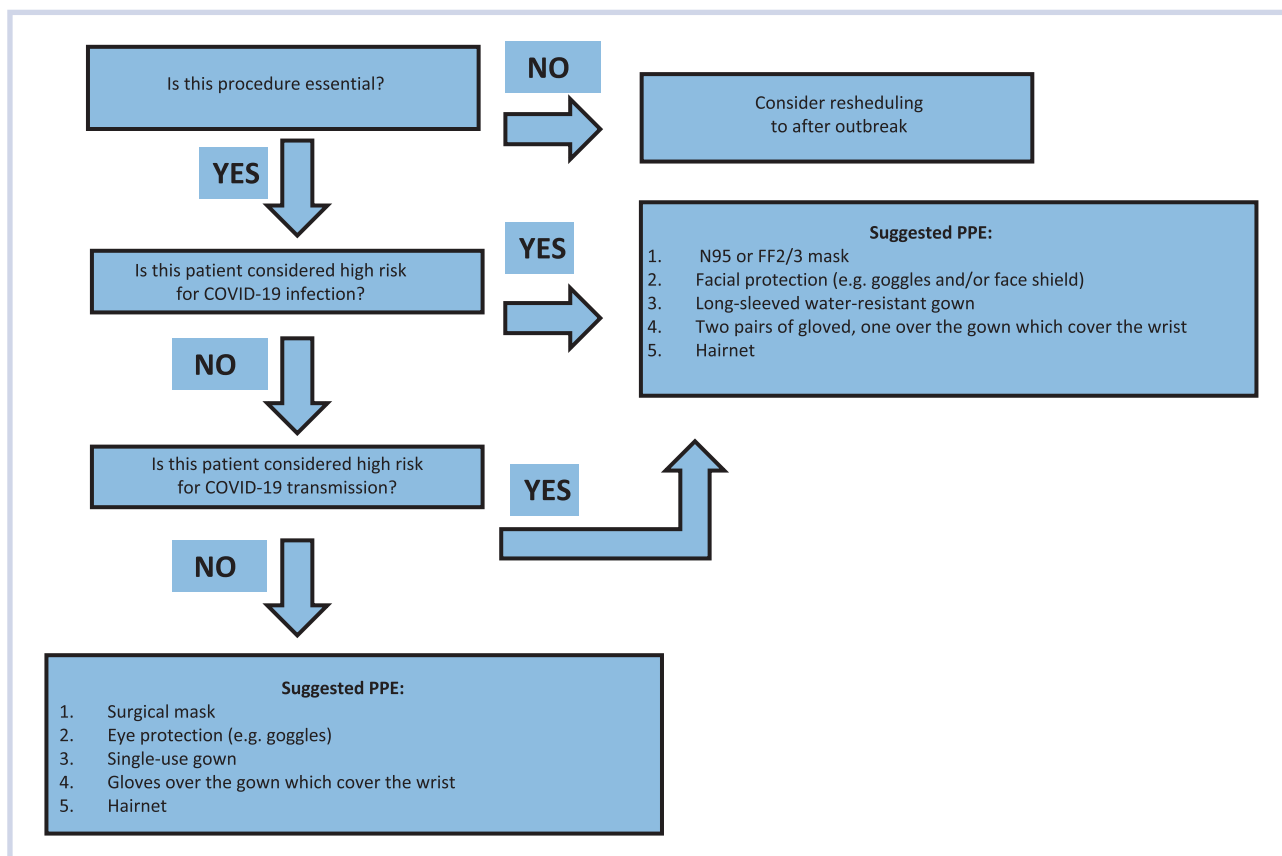 Is this procedure essential?
NO
Consider resheduling
to after outbreak
YES
Is this patient considered high risk
for COVID-19 infection?
YES
Suggested PPE:
1. N95 or FF2/3 mask
2. Facial protection (e.g. goggles and/or face shield)
3. Long-sleeved water-resistant gown
4. Two pairs of gloved, one over the gown which cover the wrist
5. Hairnet
NO
Is this patient considered high risk
for COVID-19 transmission?
YES
NO
Suggested PPE:
1. Surgical mask
2. Eye protection (e.g. goggles)
3. Single-use gown
4. Gloves over the gown which cover the wrist
5. Hairnet